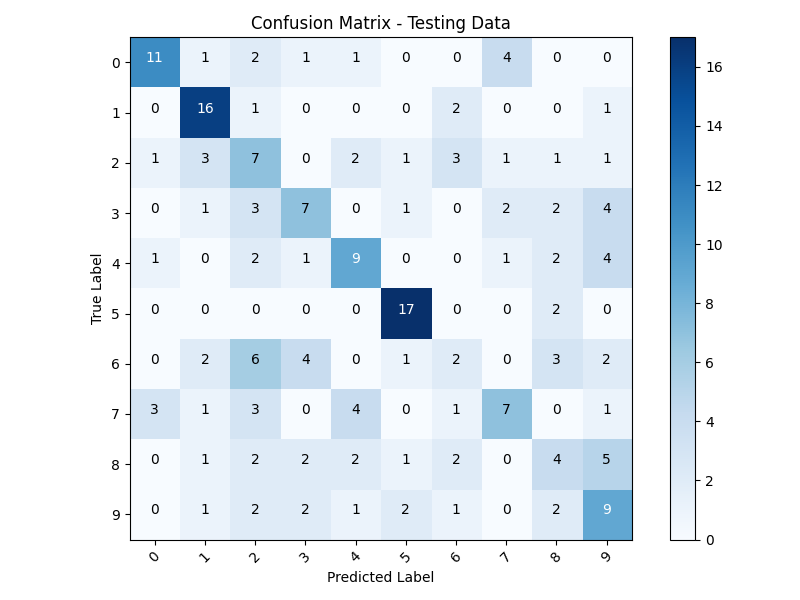 Confusion Matrix - Testing Data
0 11 1 2 1 1 0 0 4 0 0
1 0 16 1 0 0 0 2 0 0 1
2 1 3 7 0 2 1 3 1 1 1
3 0 1 3 7 0 1 0 2 2 4
4 1 0 2 1 9 0 0 1 2 4
5 0 0 0 0 0 17 0 0 2 0
6 0 2 6 4 0 1 2 0 3 2
7 3 1 3 0 4 0 1 7 0 1
8 0 1 2 2 2 1 2 0 4 5
9 0 1 2 2 1 2 1 0 2 9
0 1 2 3 4 5 6 7 8 9
Predicted Label
True Label
16
14
12
10
8
6
4
2
0